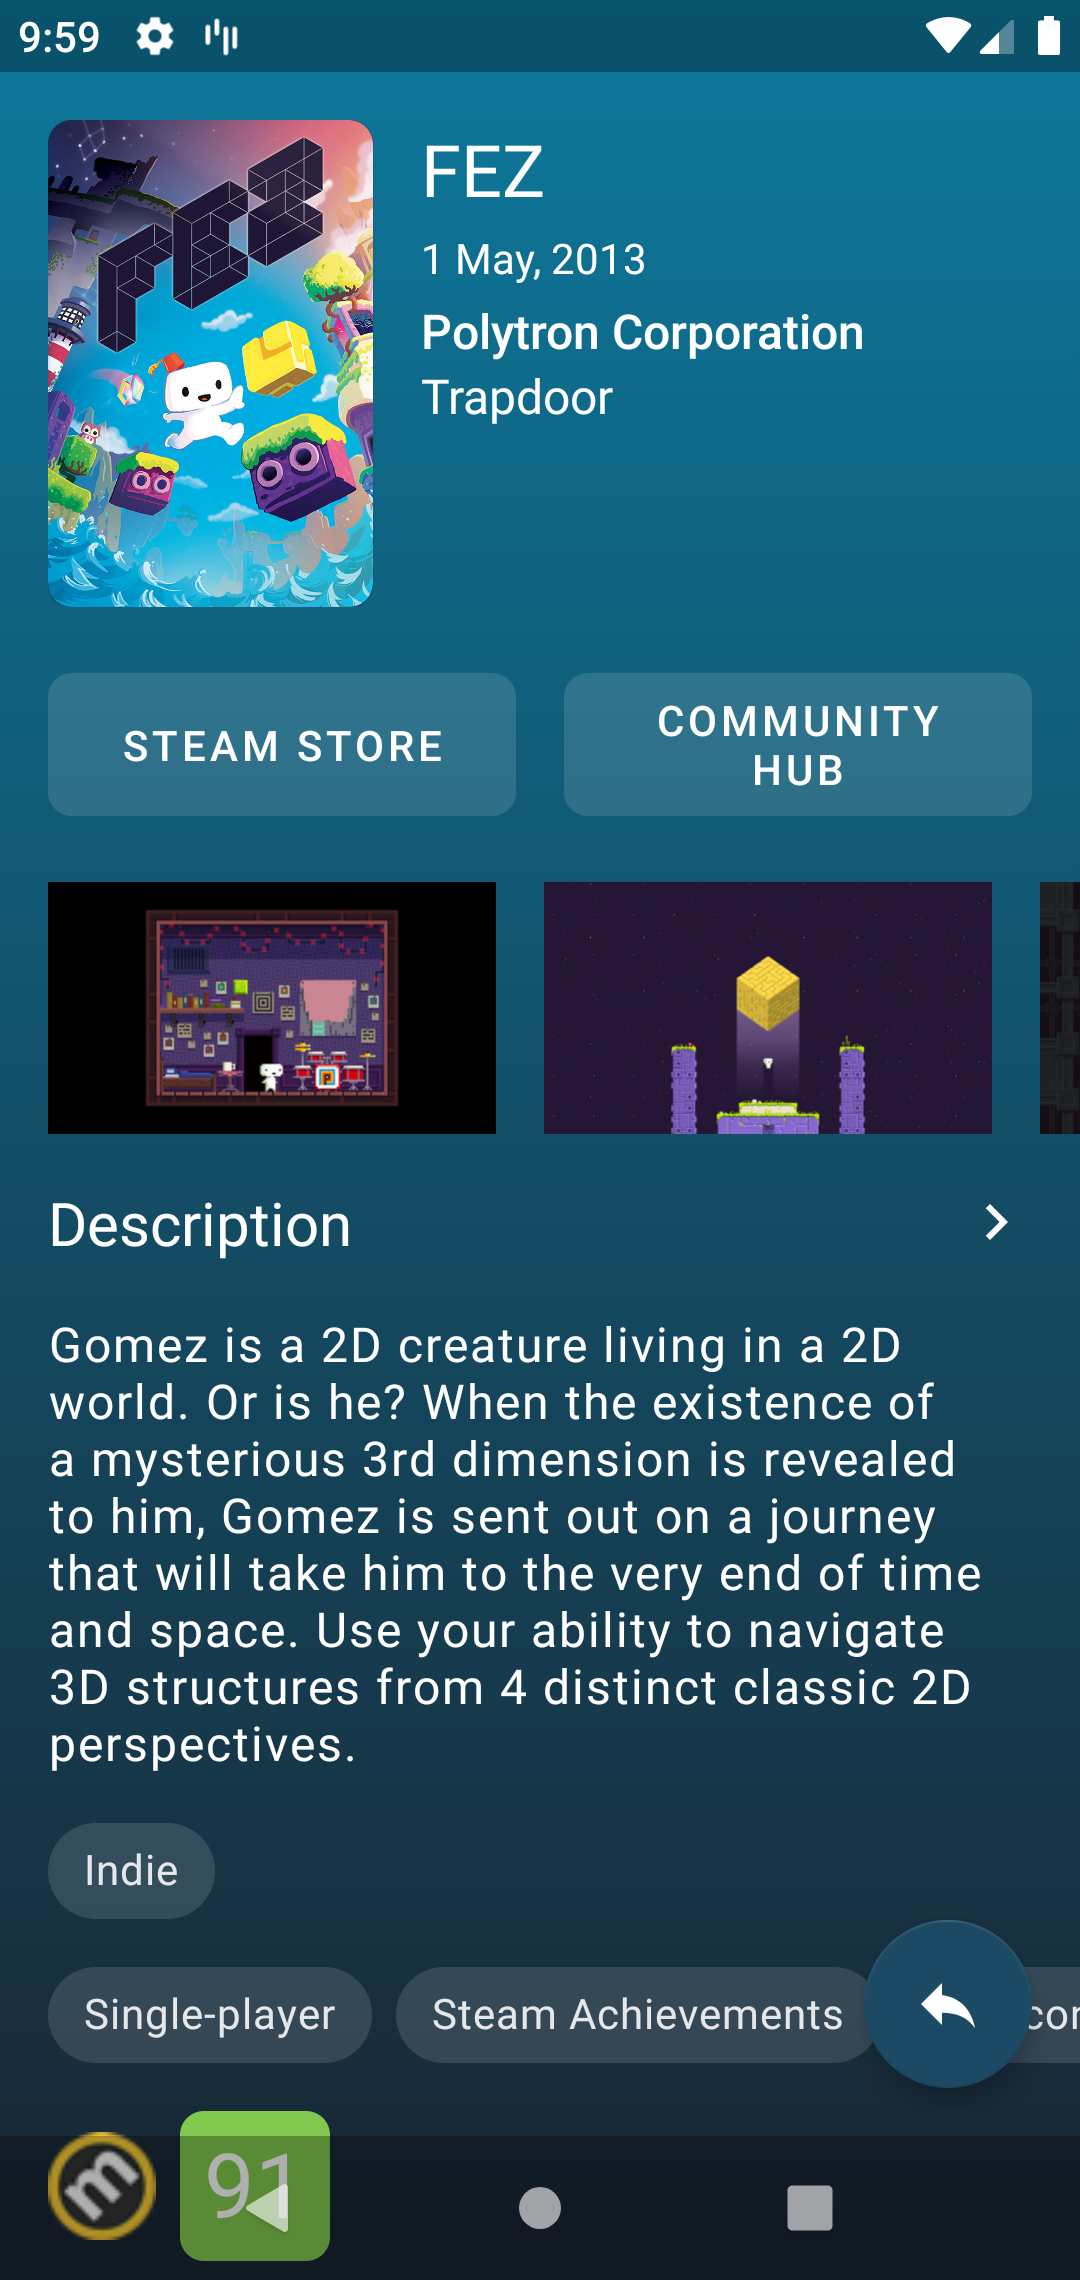 9:59
FEZ
FEZ
1 May, 2013
Polytron Corporation
Trapdoor
STEAM STORE
COMMUNITY
HUB
Description
Gomez is a 2D creature living in a 2D
world. Or is he? When the existence of
a mysterious 3rd dimension is revealed
to him, Gomez is sent out on a journey
that will take him to the very end of time
and space. Use your ability to navigate
3D structures from 4 distinct classic 2D
perspectives.
Indie
Single-player
Steam Achievements
m
91